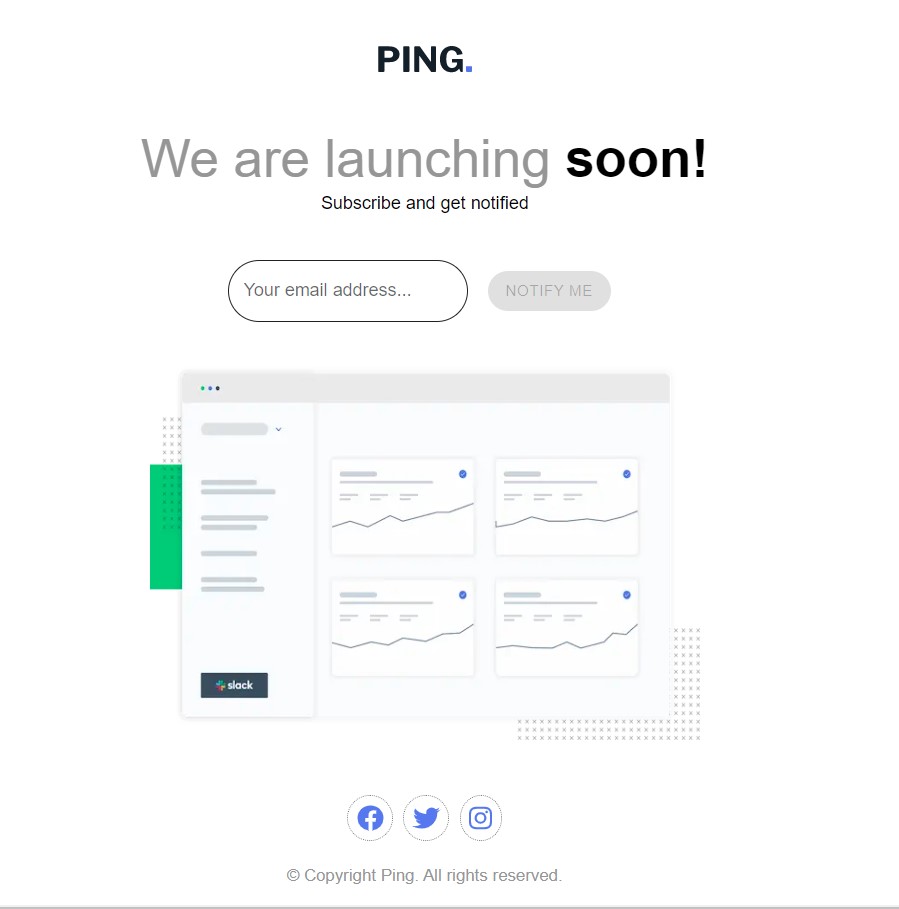 PING.
We are launching soon!
Subscribe and get notified
Your email address...
NOTIFY ME
slack
© Copyright Ping. All rights reserved.